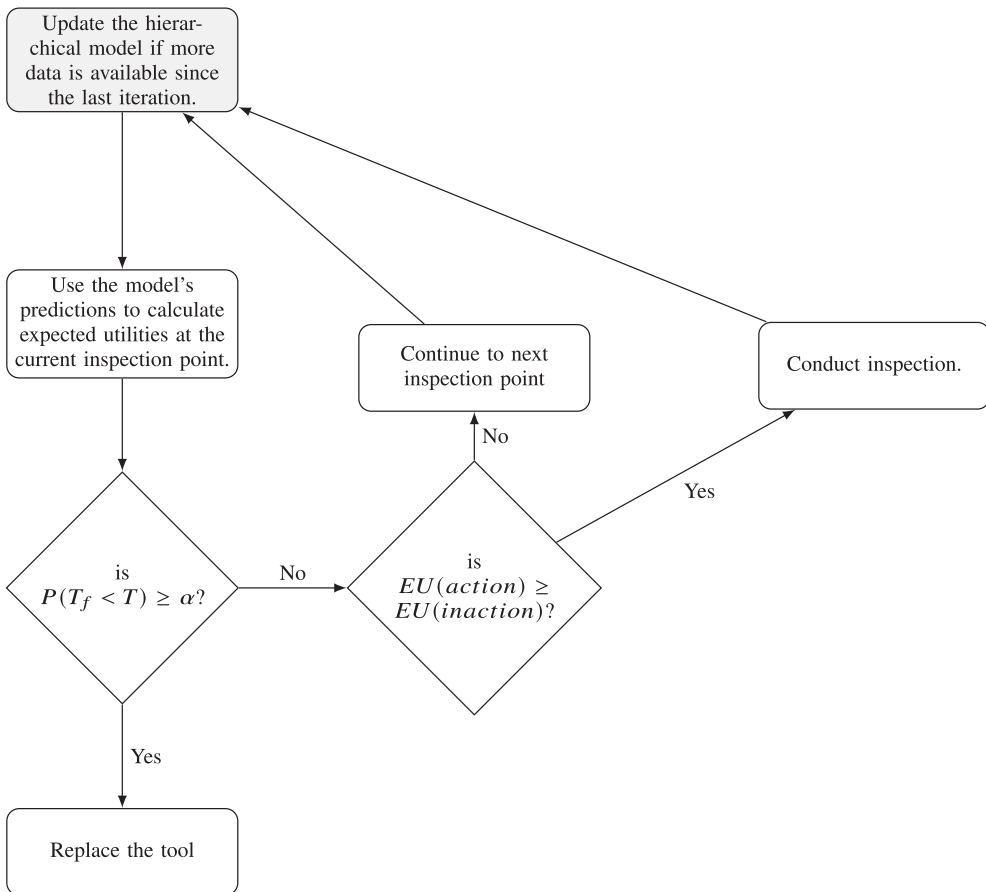 Update the hierar-
chical model if more
data is available since
the last iteration.
Use the model's
predictions to calculate
expected utilities at the
current inspection point.
Continue to next
inspection point
Conduct inspection.
No
Yes
is
P(T_f < T) ≥ α?
No
is
EU(action) ≥
EU(inaction)?
Yes
Replace the tool